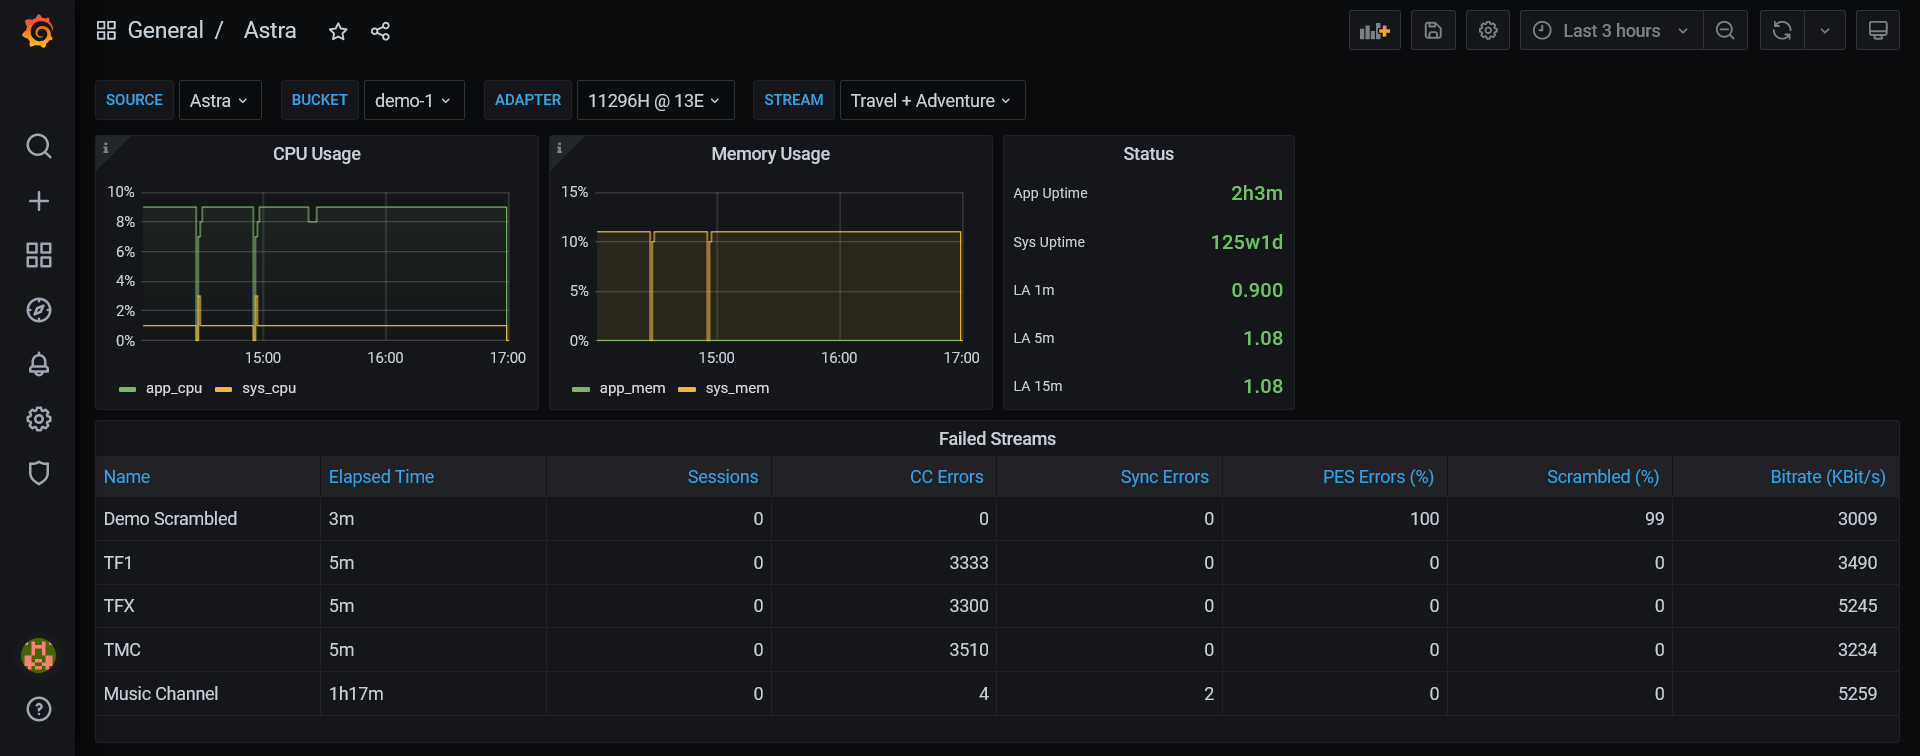 General / Astra
Last 3 hours
SOURCE Astra BUCKET demo-1 ADAPTER 11296H @ 13E STREAM Travel + Adventure
i CPU Usage
10%
8%
6%
4%
2%
0%
15:00 16:00 17:00
app_cpu sys_cpu
i Memory Usage
15%
10%
5%
0%
15:00 16:00 17:00
app_mem sys_mem
Status
App Uptime 2h3m
Sys Uptime 125w1d
LA 1m 0.900
LA 5m 1.08
LA 15m 1.08
Failed Streams
Name Elapsed Time Sessions CC Errors Sync Errors PES Errors (%) Scrambled (%) Bitrate (KBit/s)
Demo Scrambled 3m 0 0 0 100 99 3009
TF1 5m 0 3333 0 0 0 3490
TFX 5m 0 3300 0 0 0 5245
TMC 5m 0 3510 0 0 0 3234
Music Channel 1h17m 0 4 2 0 0 5259